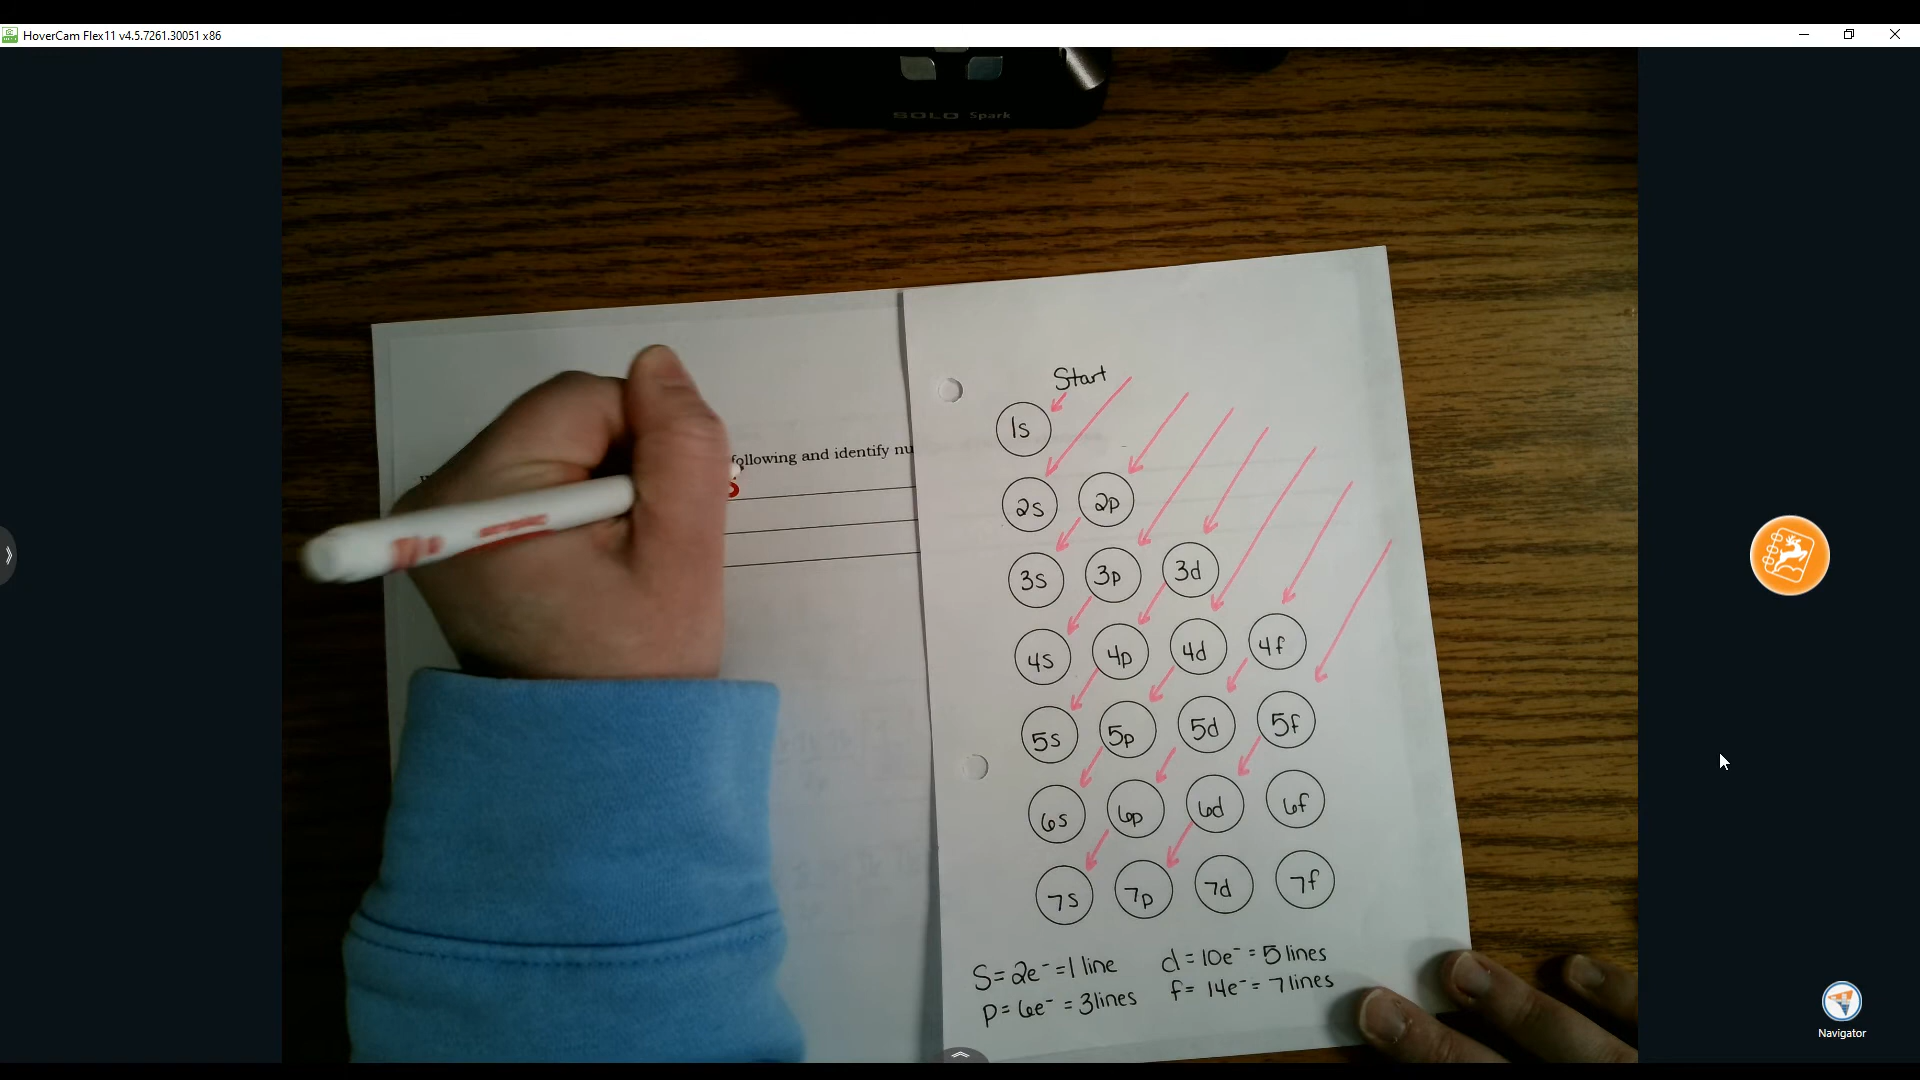 HoverCam Flex11 v4.5.7261.30051 x86
SOLO Spark
following and identify nu
Start
1s
2s 2p
3s 3p 3d
4s 4p 4d 4f
5s 5p 5d 5f
6s 6p 6d 6f
7s 7p 7d 7f
S=2e⁻=1 line
d=10e⁻=5 lines
p=6e⁻=3 lines
f=14e⁻=7 lines
Navigator